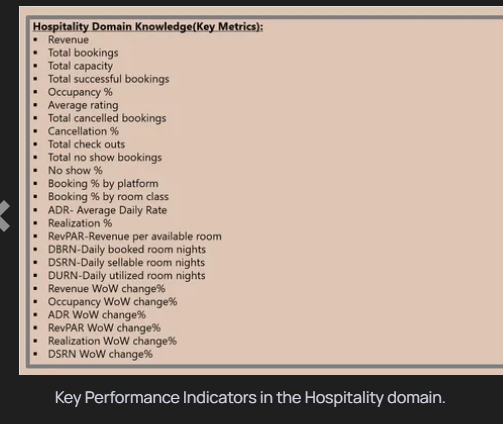 Hospitality Domain Knowledge(Key Metrics):
▪ Revenue
▪ Total bookings
▪ Total capacity
▪ Total successful bookings
▪ Occupancy %
▪ Average rating
▪ Total cancelled bookings
▪ Cancellation %
▪ Total check outs
▪ Total no show bookings
▪ No show %
▪ Booking % by platform
▪ Booking % by room class
▪ ADR- Average Daily Rate
▪ Realization %
▪ RevPAR-Revenue per available room
▪ DBRN-Daily booked room nights
▪ DSRN-Daily sellable room nights
▪ DURN-Daily utilized room nights
▪ Revenue WoW change%
▪ Occupancy WoW change%
▪ ADR WoW change%
▪ RevPAR WoW change%
▪ Realization WoW change%
▪ DSRN WoW change%
Key Performance Indicators in the Hospitality domain.